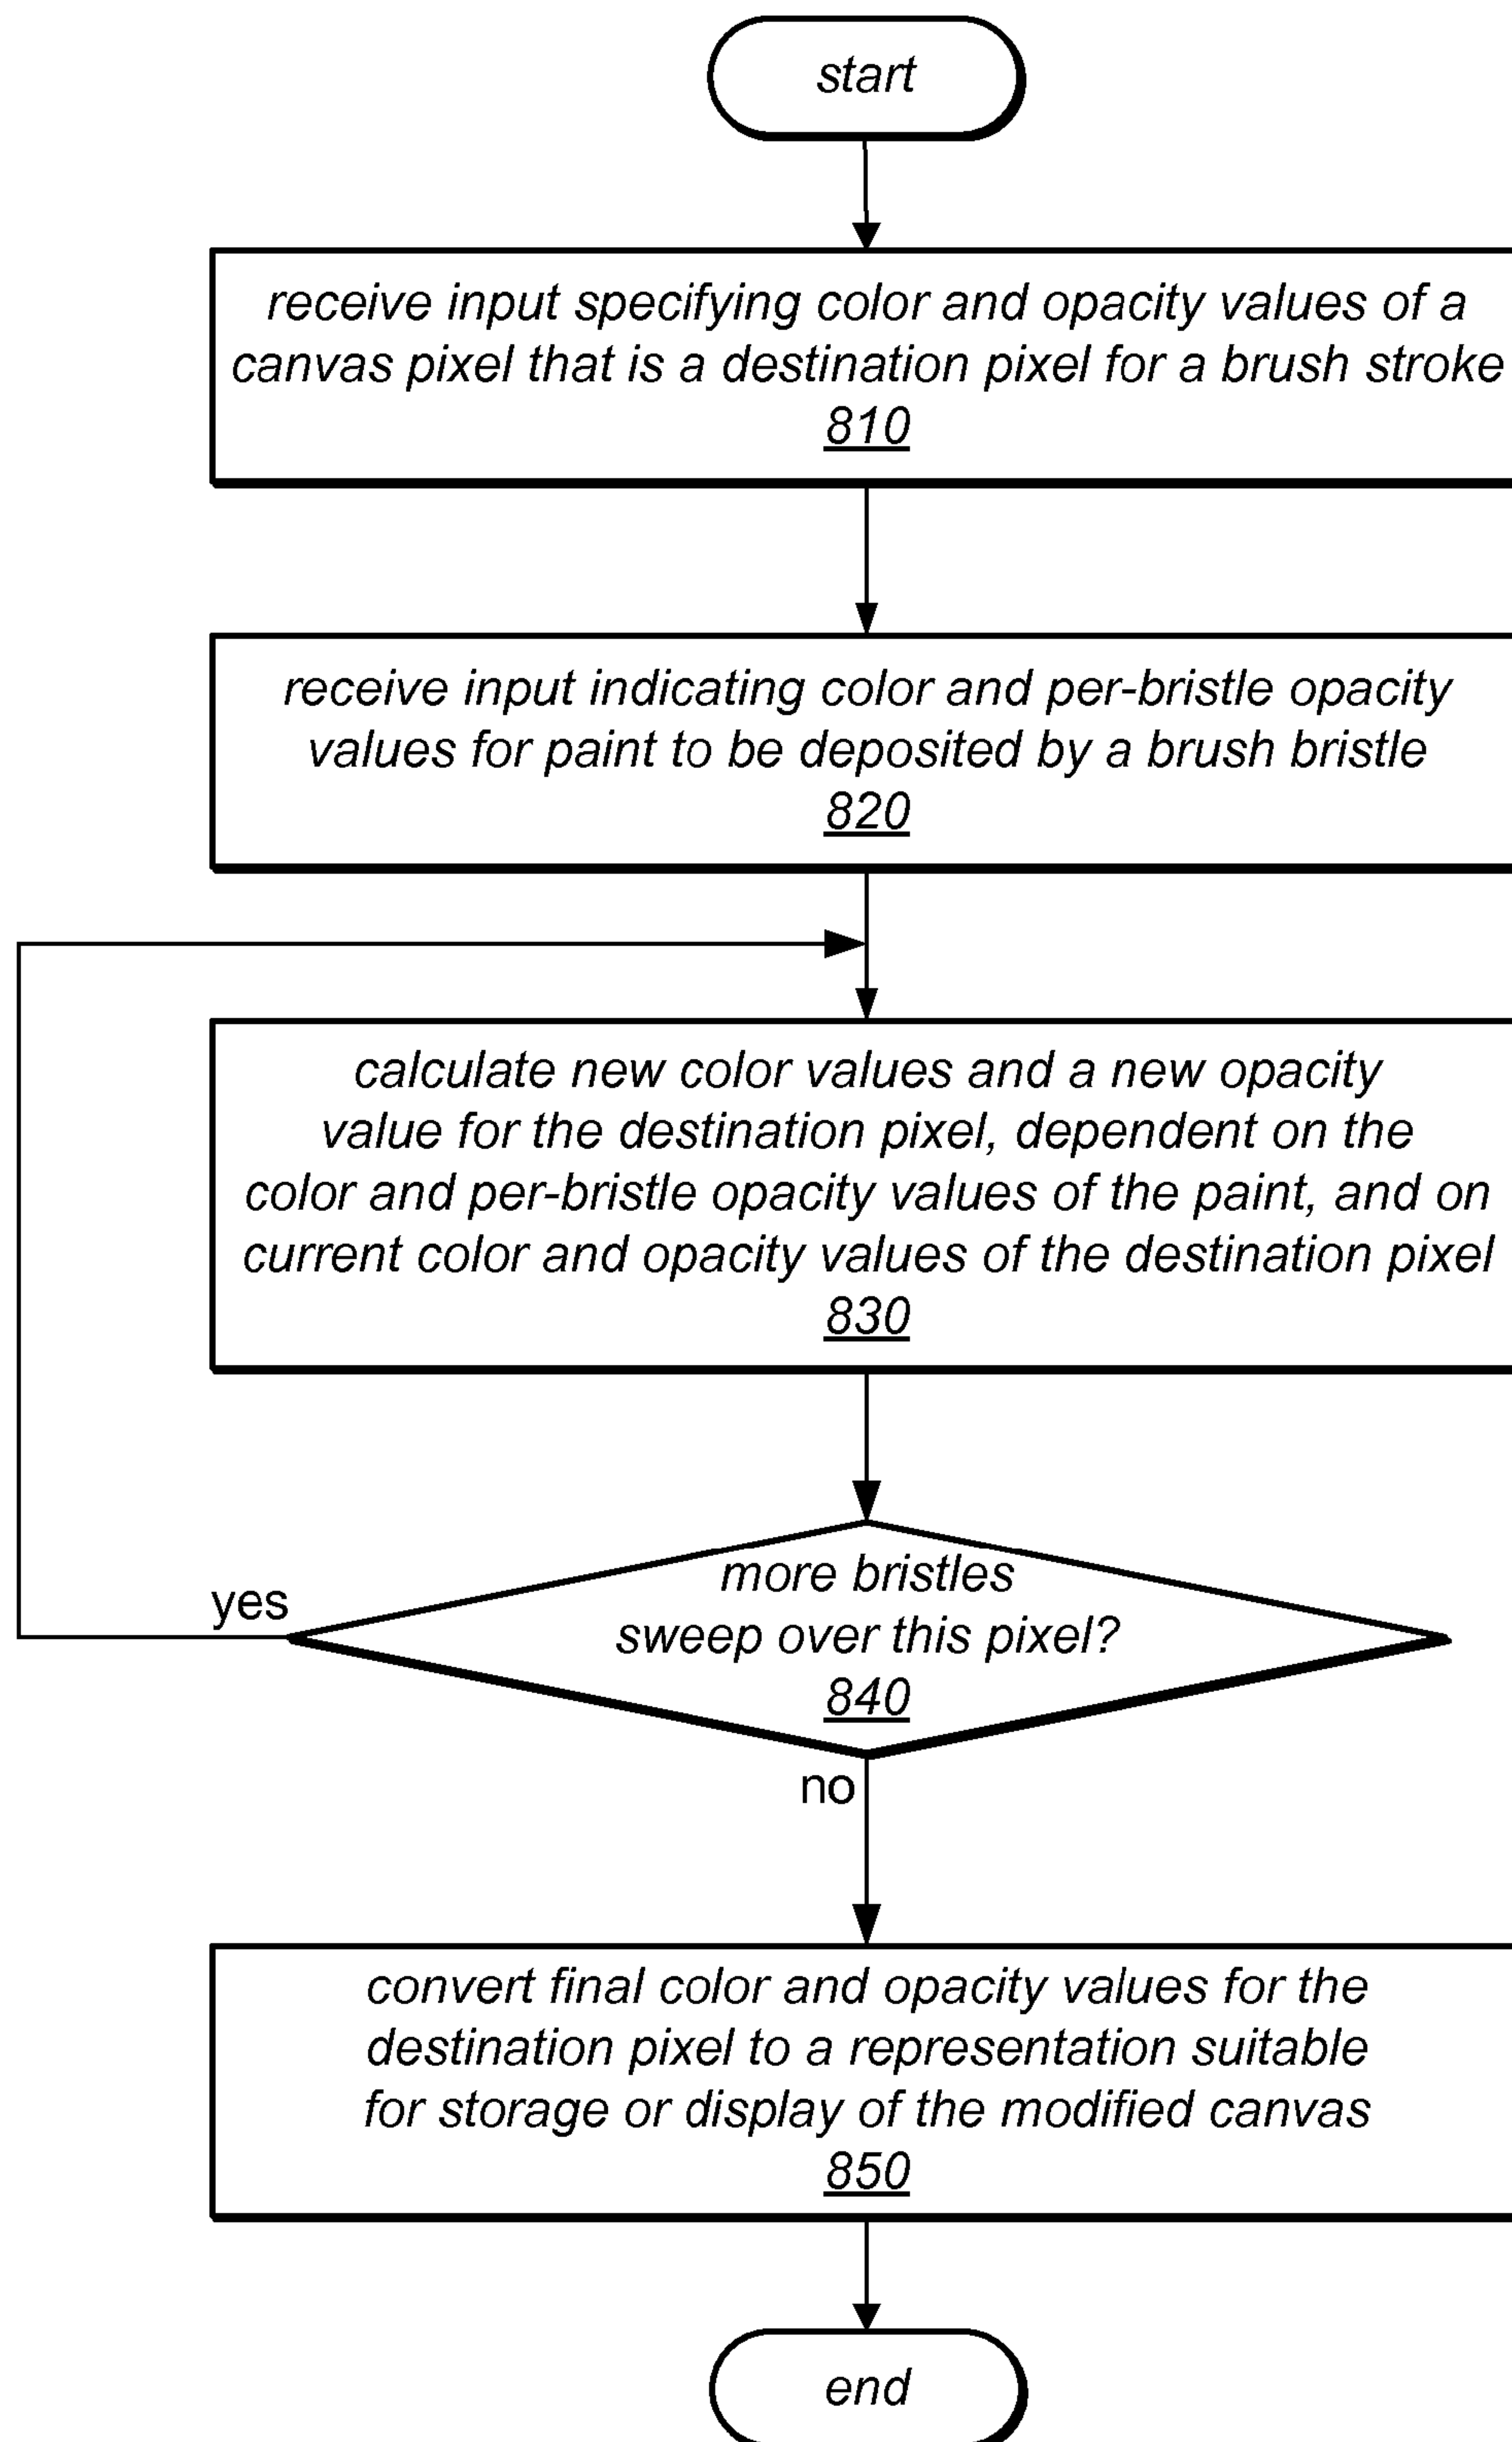 start
receive input specifying color and opacity values of a
canvas pixel that is a destination pixel for a brush stroke
810
receive input indicating color and per-bristle opacity
values for paint to be deposited by a brush bristle
820
calculate new color values and a new opacity
value for the destination pixel, dependent on the
color and per-bristle opacity values of the paint, and on
current color and opacity values of the destination pixel
830
more bristles
sweep over this pixel?
840
yes
no
convert final color and opacity values for the
destination pixel to a representation suitable
for storage or display of the modified canvas
850
end